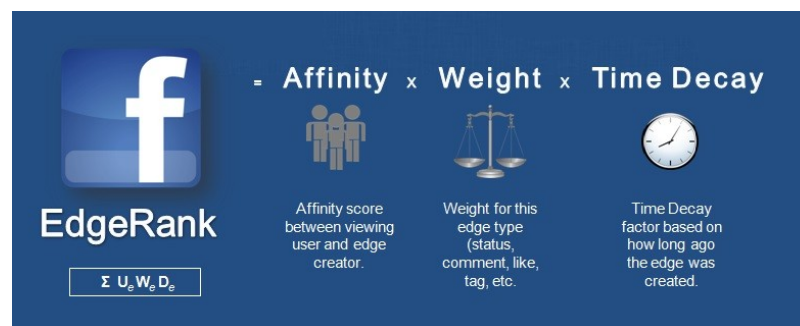 f
= Affinity x Weight x Time Decay
EdgeRank
Σ UeWeDe
Affinity score
between viewing
user and edge
creator.
Weight for this
edge type
(status,
comment, like,
tag, etc.
Time Decay
factor based on
how long ago
the edge was
created.